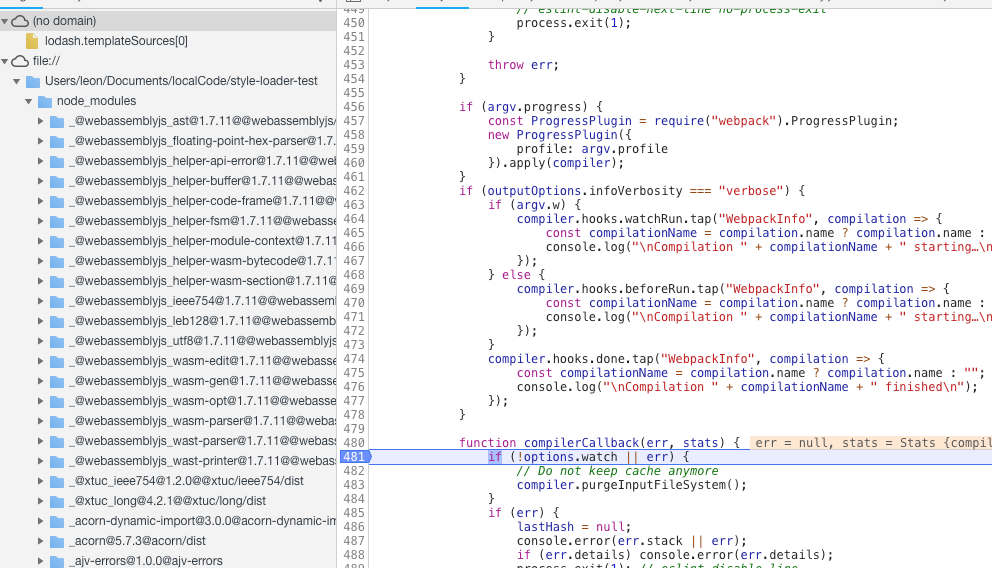 (no domain)
lodash.templateSources[0]
file://
Users/leon/Documents/localCode/style-loader-test
node_modules
_@webassemblyjs_ast@1.7.11@@webassemblyjs/
_@webassemblyjs_floating-point-hex-parser@1.7.
_@webassemblyjs_helper-api-error@1.7.11@@wel
_@webassemblyjs_helper-buffer@1.7.11@@webas
_@webassemblyjs_helper-code-frame@1.7.11@@
_@webassemblyjs_helper-fsm@1.7.11@@webasse
_@webassemblyjs_helper-module-context@1.7.11
_@webassemblyjs_helper-wasm-bytecode@1.7.1
_@webassemblyjs_helper-wasm-section@1.7.11@
_@webassemblyjs_ieee754@1.7.11@@webasseml
_@webassemblyjs_leb128@1.7.11@@webassemb
_@webassemblyjs_utf8@1.7.11@@webassemblyjs
_@webassemblyjs_wasm-edit@1.7.11@@webasse
_@webassemblyjs_wasm-gen@1.7.11@@webasse
_@webassemblyjs_wasm-opt@1.7.11@@webasse
_@webassemblyjs_wasm-parser@1.7.11@@webas
_@webassemblyjs_wast-parser@1.7.11@@webass
_@webassemblyjs_wast-printer@1.7.11@@webass
_@xtuc_ieee754@1.2.0@@xtuc/ieee754/dist
_@xtuc_long@4.2.1@@xtuc/long/dist
_acorn-dynamic-import@3.0.0@acorn-dynamic-im
_acorn@5.7.3@acorn/dist
_ajv-errors@1.0.0@ajv-errors
449 // eslint-disable-next-line no-process-exit
450 process.exit(1);
451 }
452
453 throw err;
454 }
455
456 if (argv.progress) {
457 const ProgressPlugin = require("webpack").ProgressPlugin;
458 new ProgressPlugin({
459 profile: argv.profile
460 }).apply(compiler);
461 }
462 if (outputOptions.infoVerbosity === "verbose") {
463 if (argv.w) {
464 compiler.hooks.watchRun.tap("WebpackInfo", compilation => {
465 const compilationName = compilation.name ? compilation.name :
466 console.log("\nCompilation " + compilationName + " starting…\n
467 });
468 } else {
469 compiler.hooks.beforeRun.tap("WebpackInfo", compilation => {
470 const compilationName = compilation.name ? compilation.name :
471 console.log("\nCompilation " + compilationName + " starting…\n
472 });
473 }
474 compiler.hooks.done.tap("WebpackInfo", compilation => {
475 const compilationName = compilation.name ? compilation.name : "";
476 console.log("\nCompilation " + compilationName + " finished\n");
477 });
478 }
479
480 function compilerCallback(err, stats) { err = null, stats = Stats {compil
481 if (!options.watch || err) {
482 // Do not keep cache anymore
483 compiler.purgeInputFileSystem();
484 }
485 if (err) {
486 lastHash = null;
487 console.error(err.stack || err);
488 if (err.details) console.error(err.details);
489 process.exit(1); // eslint-disable-line